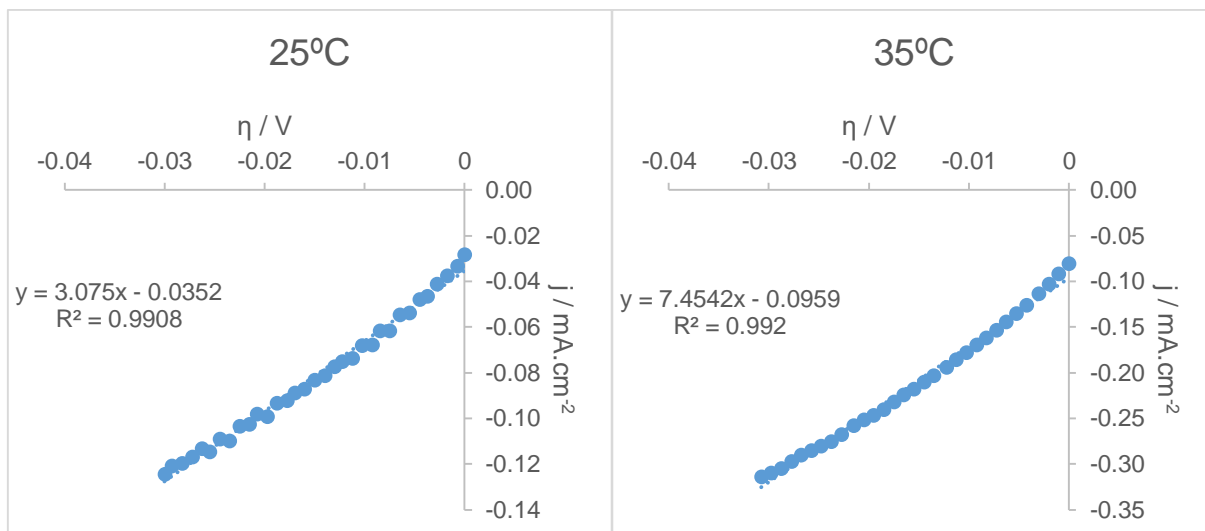 25ºC
η / V
-0.04 -0.03 -0.02 -0.01 0
0.00
-0.02
-0.04
-0.06
-0.08
-0.10
-0.12
-0.14
j / mA.cm-2
y = 3.075x - 0.0352
R² = 0.9908
35ºC
η / V
-0.04 -0.03 -0.02 -0.01 0
0.00
-0.05
-0.10
-0.15
-0.20
-0.25
-0.30
-0.35
j / mA.cm-2
y = 7.4542x - 0.0959
R² = 0.992